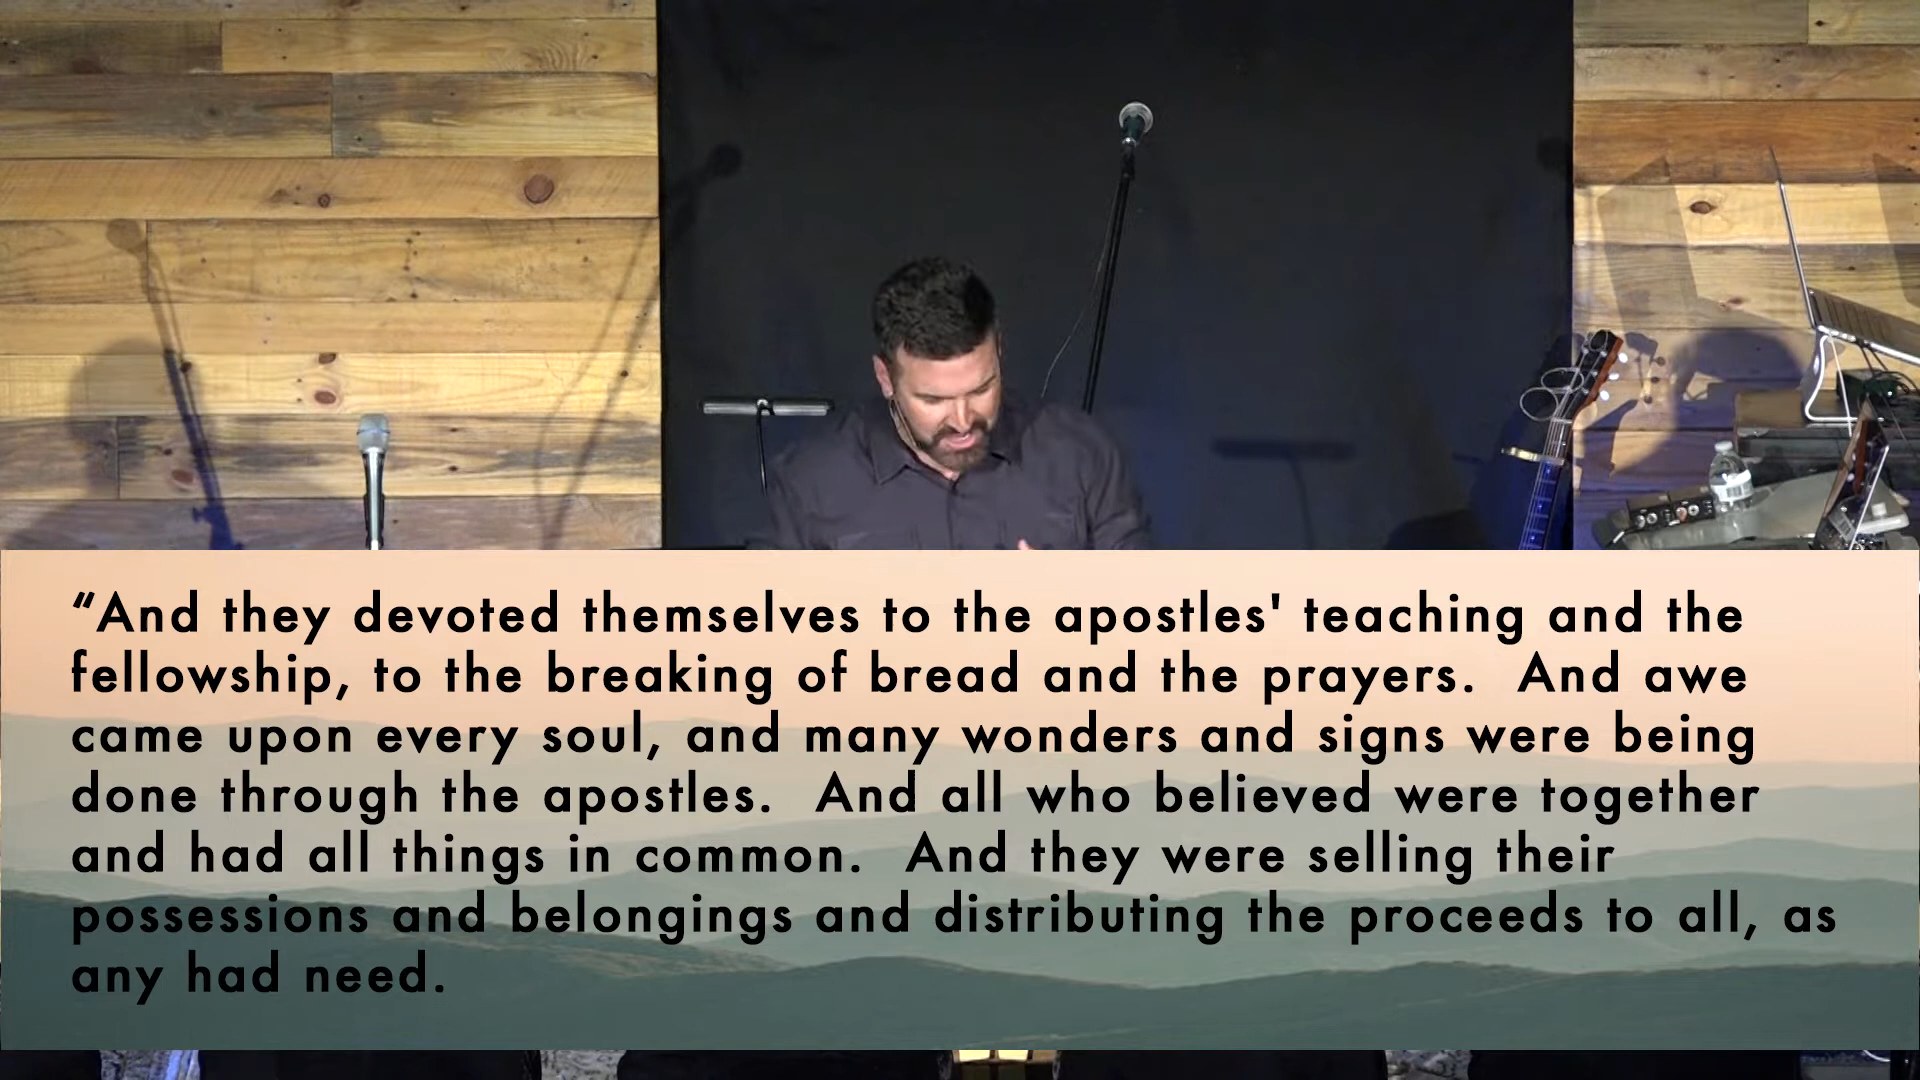 “And they devoted themselves to the apostles' teaching and the
fellowship, to the breaking of bread and the prayers.  And awe
came upon every soul, and many wonders and signs were being
done through the apostles.  And all who believed were together
and had all things in common.  And they were selling their
possessions and belongings and distributing the proceeds to all, as
any had need.